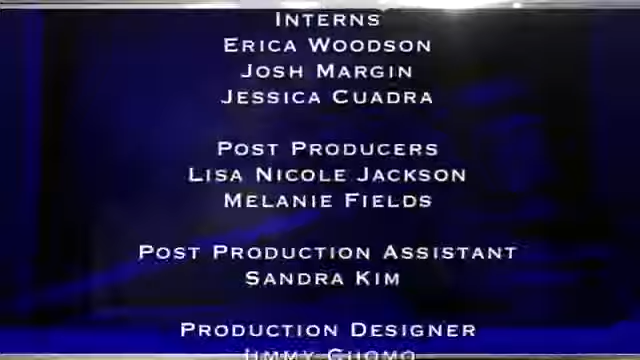 INTERNS
ERICA WOODSON
JOSH MARGIN
JESSICA CUADRA
POST PRODUCERS
LISA NICOLE JACKSON
MELANIE FIELDS
POST PRODUCTION ASSISTANT
SANDRA KIM
PRODUCTION DESIGNER
JIMMY